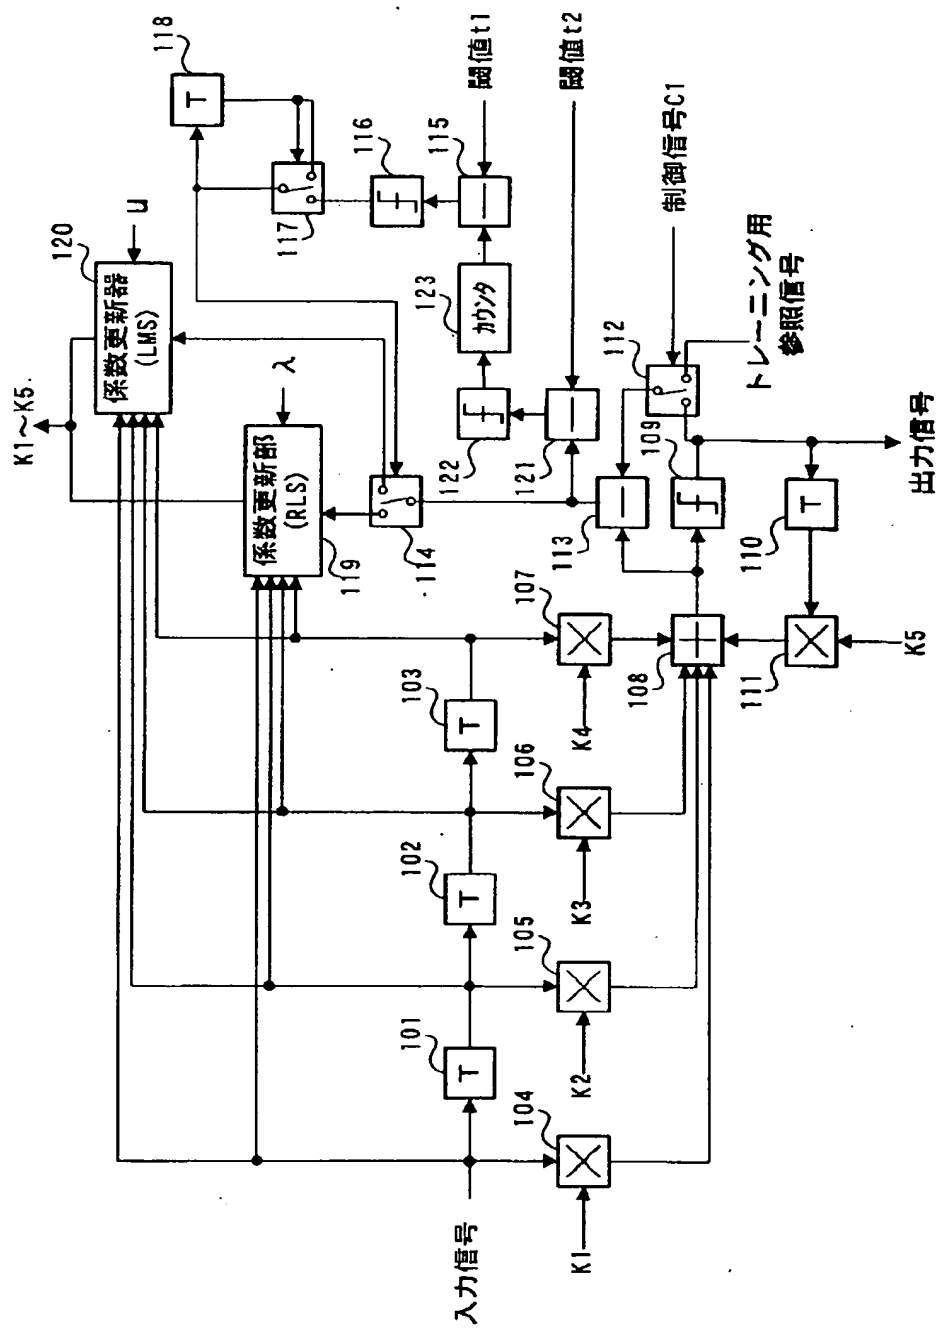 K1～K5.
120
係数更新器
(LMS)
u
118
T
係数更新部
(RLS)
λ
119
117
116
114
123
カウンタ
115
閾値t1
122
121
閾値t2
入力信号
101
T
102
T
103
T
113
112
制御信号C1
トレーニング用
参照信号
104
105
106
107
109
K1
K2
K3
K4
108
110
T
111
K5
出力信号